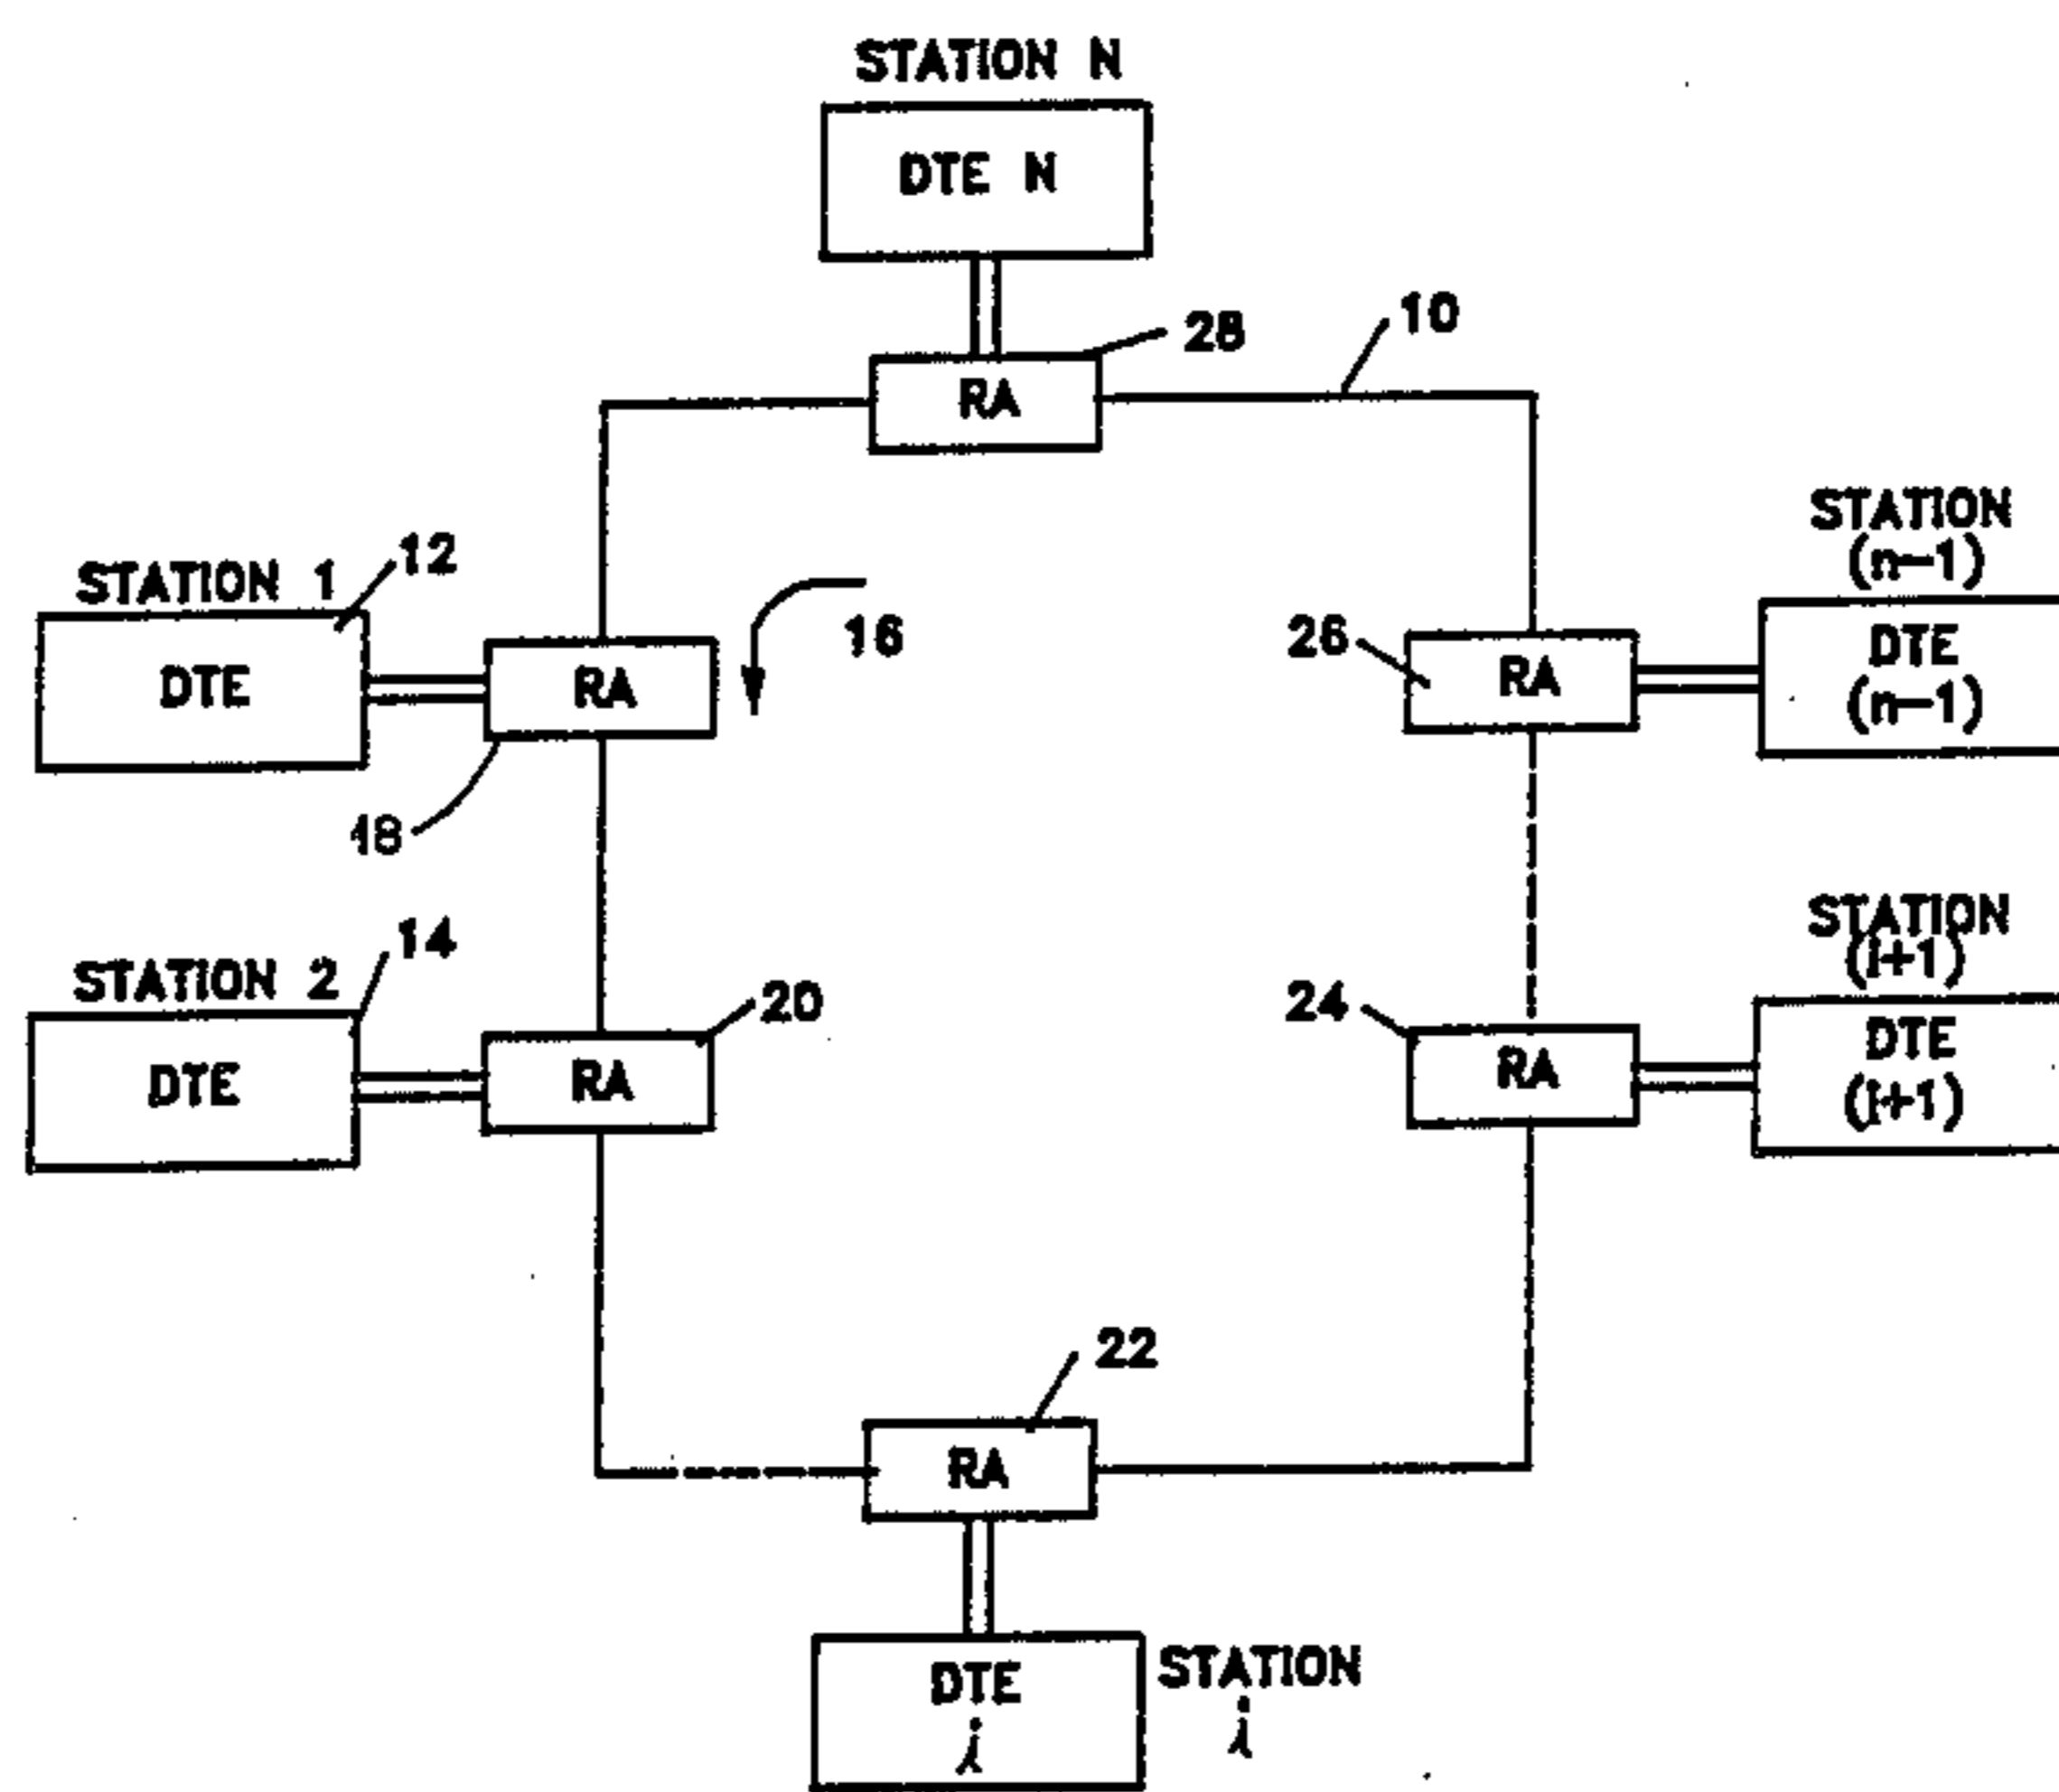 STATION N
DTE N
28
10
RA
STATION 1
12
DTE
RA
16
18
STATION
(n-1)
26
RA
DTE
(n-1)
STATION 2
14
DTE
20
RA
24
RA
STATION
(i+1)
DTE
(i+1)
22
RA
DTE
i
STATION
i